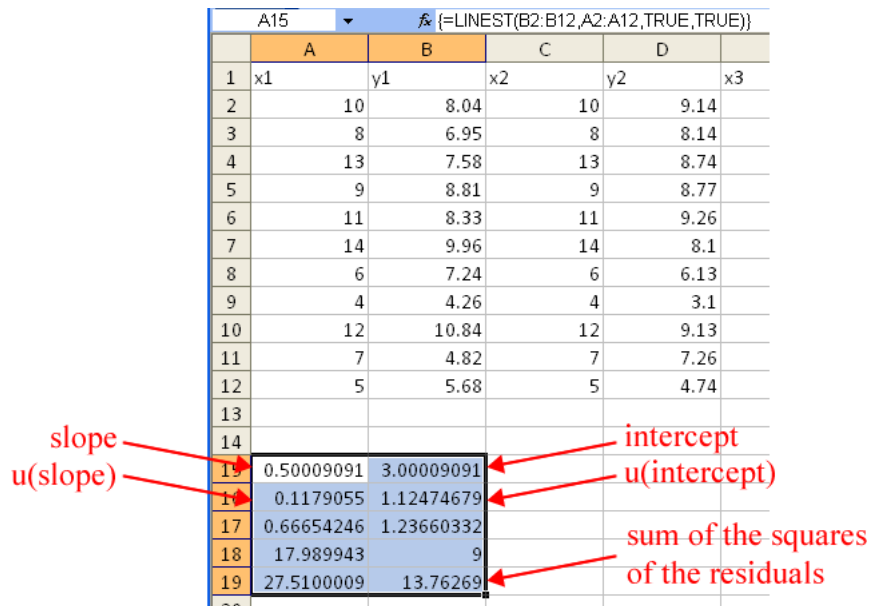 A15 fx {=LINEST(B2:B12,A2:A12,TRUE,TRUE)}
A B C D
1 x1 y1 x2 y2 x3
2 10 8.04 10 9.14
3 8 6.95 8 8.14
4 13 7.58 13 8.74
5 9 8.81 9 8.77
6 11 8.33 11 9.26
7 14 9.96 14 8.1
8 6 7.24 6 6.13
9 4 4.26 4 3.1
10 12 10.84 12 9.13
11 7 4.82 7 7.26
12 5 5.68 5 4.74
13
14
slope intercept
15 0.50009091 3.00009091
u(slope) u(intercept)
16 0.1179055 1.12474679
17 0.66654246 1.23660332
sum of the squares
18 17.989943 9
of the residuals
19 27.5100009 13.76269